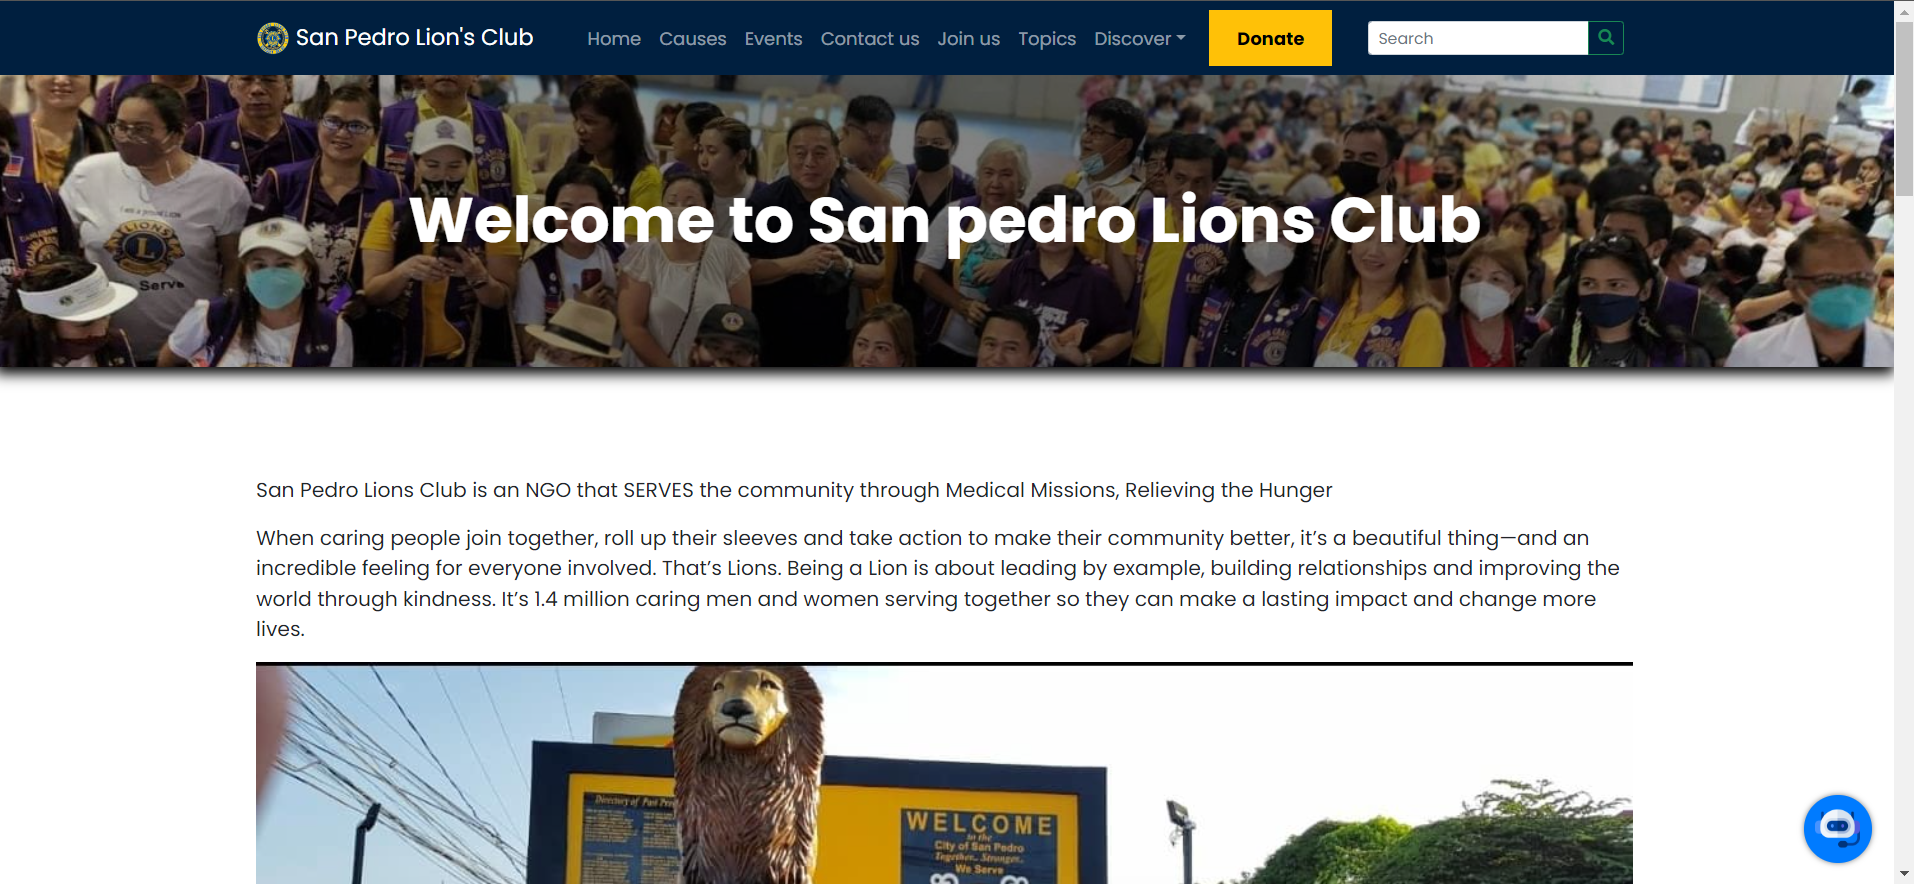 San Pedro Lion's Club
Home Causes Events Contact us Join us Topics Discover Donate Search
Welcome to San pedro Lions Club
LIONS
L
Serve
San Pedro Lions Club is an NGO that SERVES the community through Medical Missions, Relieving the Hunger
When caring people join together, roll up their sleeves and take action to make their community better, it’s a beautiful thing—and an
incredible feeling for everyone involved. That’s Lions. Being a Lion is about leading by example, building relationships and improving the
world through kindness. It’s 1.4 million caring men and women serving together so they can make a lasting impact and change more
lives.
Directory of Past
WELCOME
to the
City of San Pedro
Together.. Stronger..
We Serve